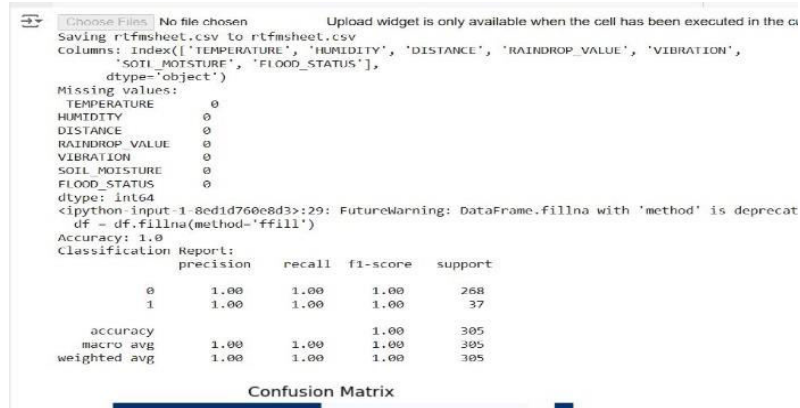 Choose Files No file chosen Upload widget is only available when the cell has been executed in the
Saving rtfmsheet.csv to rtfmsheet.csv
Columns: Index(['TEMPERATURE', 'HUMIDITY', 'DISTANCE', 'RAINDROP_VALUE', 'VIBRATION',
'SOIL_MOISTURE', 'FLOOD_STATUS'],
dtype='object')
Missing values:
TEMPERATURE 0
HUMIDITY 0
DISTANCE 0
RAINDROP_VALUE 0
VIBRATION 0
SOIL_MOISTURE 0
FLOOD_STATUS 0
dtype: int64
<ipython-input-1-8ed1d760e8d3>:29: FutureWarning: DataFrame.fillna with 'method' is deprecat
df = df.fillna(method='ffill')
Accuracy: 1.0
Classification Report:
precision recall f1-score support
0 1.00 1.00 1.00 268
1 1.00 1.00 1.00 37
accuracy 1.00 305
macro avg 1.00 1.00 1.00 305
weighted avg 1.00 1.00 1.00 305
Confusion Matrix